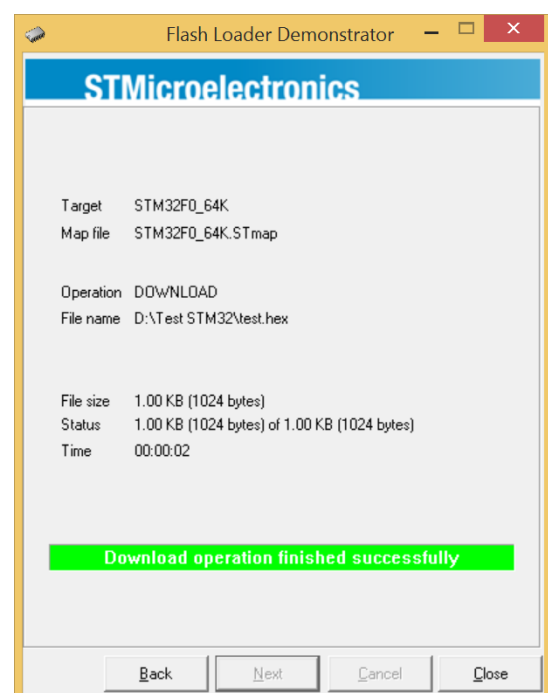 Flash Loader Demonstrator
STMicroelectronics
Target STM32F0_64K
Map file STM32F0_64K.STmap
Operation DOWNLOAD
File name D:\Test STM32\test.hex
File size 1.00 KB (1024 bytes)
Status 1.00 KB (1024 bytes) of 1.00 KB (1024 bytes)
Time 00:00:02
Download operation finished successfully
Back Next Cancel Close